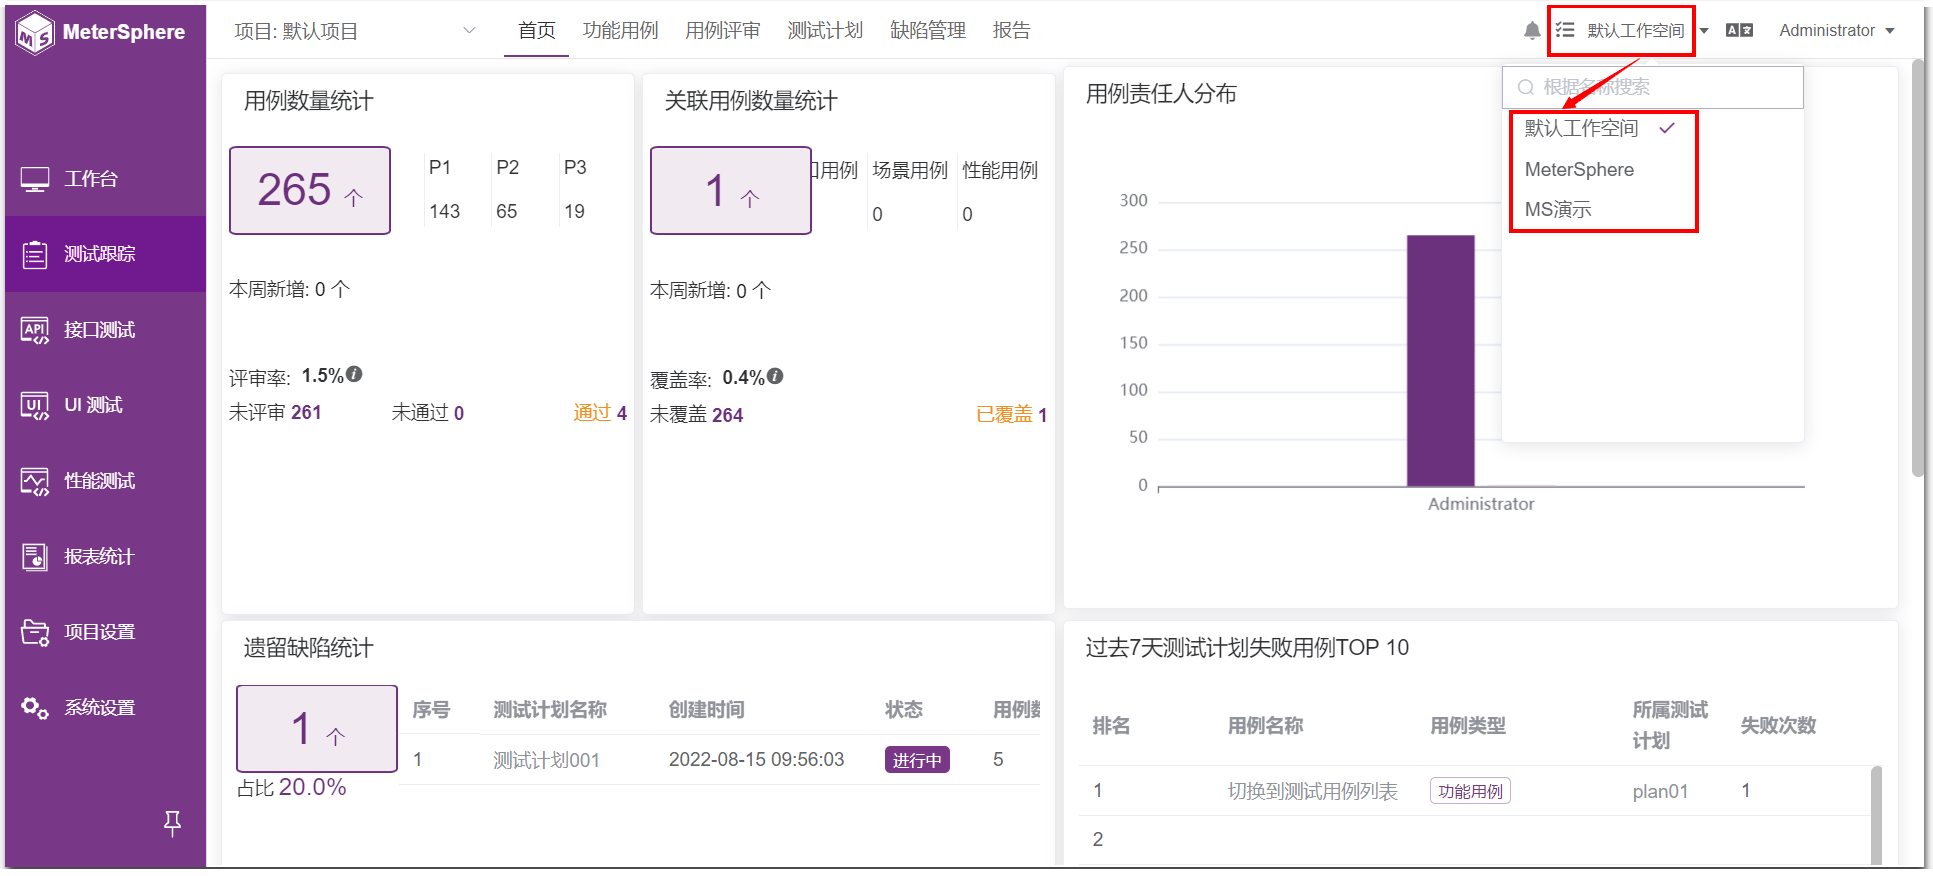 MeterSphere
项目: 默认项目
首页
功能用例
用例评审
测试计划
缺陷管理
报告
默认工作空间
Administrator
工作台
测试跟踪
接口测试
UI 测试
性能测试
报表统计
项目设置
系统设置
用例数量统计
265 个
P1
P2
P3
143
65
19
本周新增: 0 个
评审率: 1.5%
未评审 261
未通过 0
通过 4
关联用例数量统计
1 个
口用例
场景用例
性能用例
0
0
本周新增: 0 个
覆盖率: 0.4%
未覆盖 264
已覆盖 1
用例责任人分布
300
250
200
150
100
50
0
Administrator
根据名称搜索
默认工作空间
MeterSphere
MS演示
遗留缺陷统计
1 个
占比 20.0%
序号 测试计划名称 创建时间 状态 用例数
1 测试计划001 2022-08-15 09:56:03 进行中 5
过去7天测试计划失败用例TOP 10
排名 用例名称 用例类型 所属测试计划 失败次数
1 切换到测试用例列表 功能用例 plan01 1
2